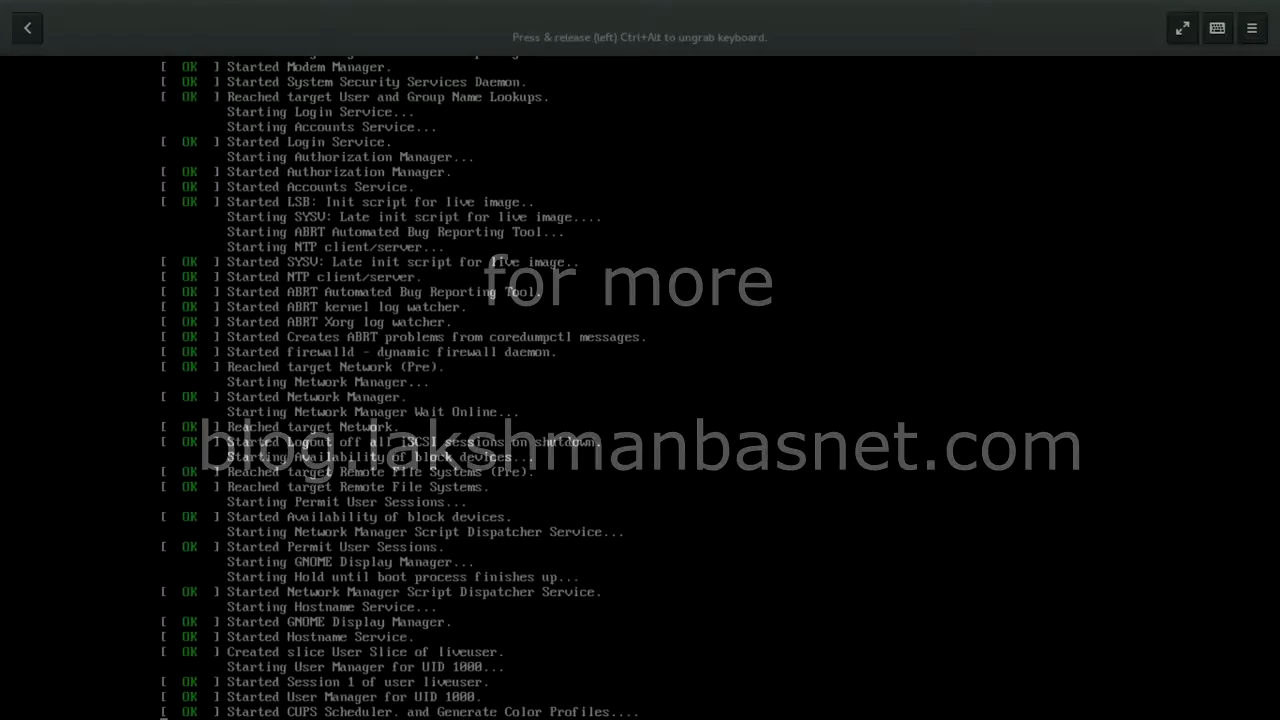 Press & release (left) Ctrl+Alt to ungrab keyboard.
[ OK ] Started Modem Manager.
[ OK ] Started System Security Services Daemon.
[ OK ] Reached target User and Group Name Lookups.
Starting Login Service...
Starting Accounts Service...
[ OK ] Started Login Service.
Starting Authorization Manager...
[ OK ] Started Authorization Manager.
[ OK ] Started Accounts Service.
[ OK ] Started LSB: Init script for live image..
Starting SYSV: Late init script for live image....
Starting ABRT Automated Bug Reporting Tool...
Starting NTP client/server...
[ OK ] Started SYSV: Late init script for live image..
[ OK ] Started NTP client/server.
for more
[ OK ] Started ABRT Automated Bug Reporting Tool.
[ OK ] Started ABRT kernel log watcher.
[ OK ] Started ABRT Xorg log watcher.
[ OK ] Started Creates ABRT problems from coredumpctl messages.
[ OK ] Started firewalld - dynamic firewall daemon.
[ OK ] Reached target Network (Pre).
Starting Network Manager...
[ OK ] Started Network Manager.
Starting Network Manager Wait Online...
[ OK ] Reached target Network.
[ OK ] Started Logout off all iSCSI sessions on shutdown.
blog.lakshmanbasnet.com
Starting Availability of block devices...
[ OK ] Reached target Remote File Systems (Pre).
[ OK ] Reached target Remote File Systems.
Starting Permit User Sessions...
[ OK ] Started Availability of block devices.
Starting Network Manager Script Dispatcher Service...
[ OK ] Started Permit User Sessions.
Starting GNOME Display Manager...
Starting Hold until boot process finishes up...
[ OK ] Started Network Manager Script Dispatcher Service.
Starting Hostname Service...
[ OK ] Started GNOME Display Manager.
[ OK ] Started Hostname Service.
[ OK ] Created slice User Slice of liveuser.
Starting User Manager for UID 1000...
[ OK ] Started Session 1 of user liveuser.
[ OK ] Started User Manager for UID 1000.
[ OK ] Started CUPS Scheduler. and Generate Color Profiles....